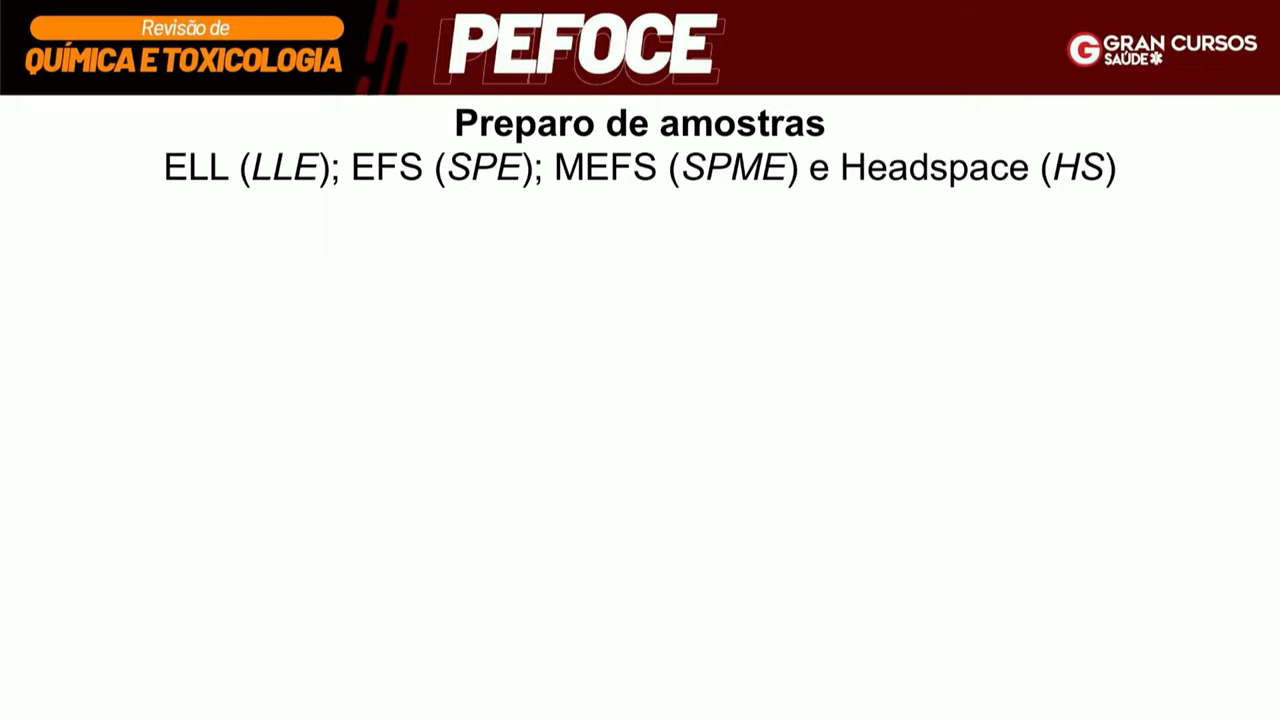 Revisão de
QUÍMICA E TOXICOLOGIA
PEFOCE
GRAN CURSOS
SAÚDE
Preparo de amostras
ELL (LLE); EFS (SPE); MEFS (SPME) e Headspace (HS)